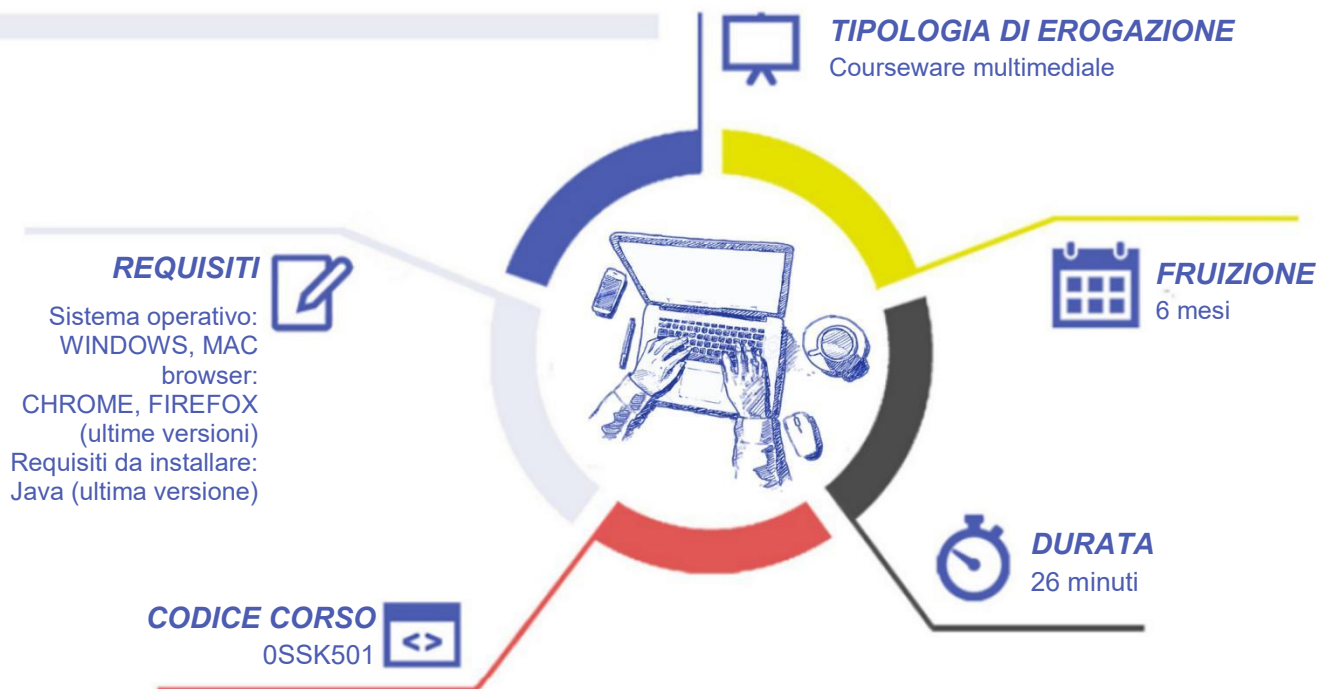 TIPOLOGIA DI EROGAZIONE
Courseware multimediale
REQUISITI
Sistema operativo:
WINDOWS, MAC
browser:
CHROME, FIREFOX
(ultime versioni)
Requisiti da installare:
Java (ultima versione)
FRUIZIONE
6 mesi
DURATA
26 minuti
CODICE CORSO
0SSK501